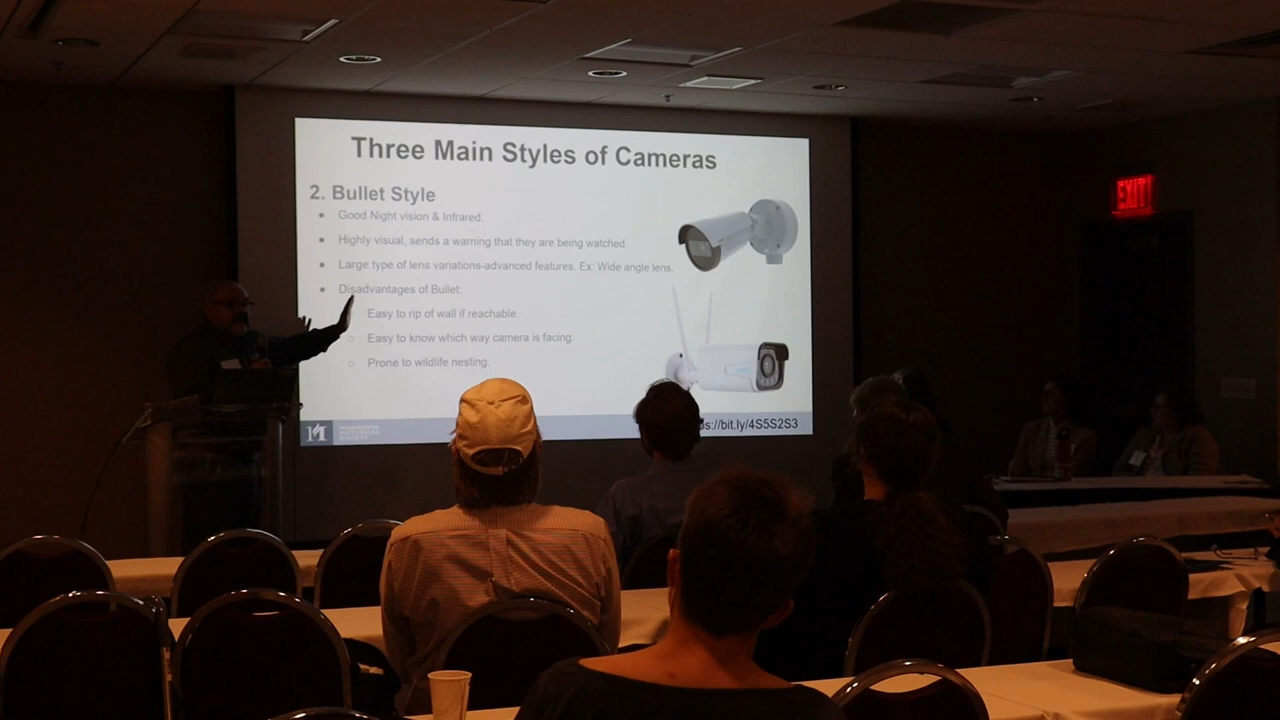 Three Main Styles of Cameras
2. Bullet Style
Good Night vision & Infrared.
Highly visual, sends a warning that they are being watched.
Large type of lens variations-advanced features. Ex: Wide angle lens.
Disadvantages of Bullet:
Easy to rip of wall if reachable.
Easy to know which way camera is facing.
Prone to wildlife nesting.
MINNESOTA
HISTORICAL
SOCIETY
s://bit.ly/4S5S2S3
EXIT